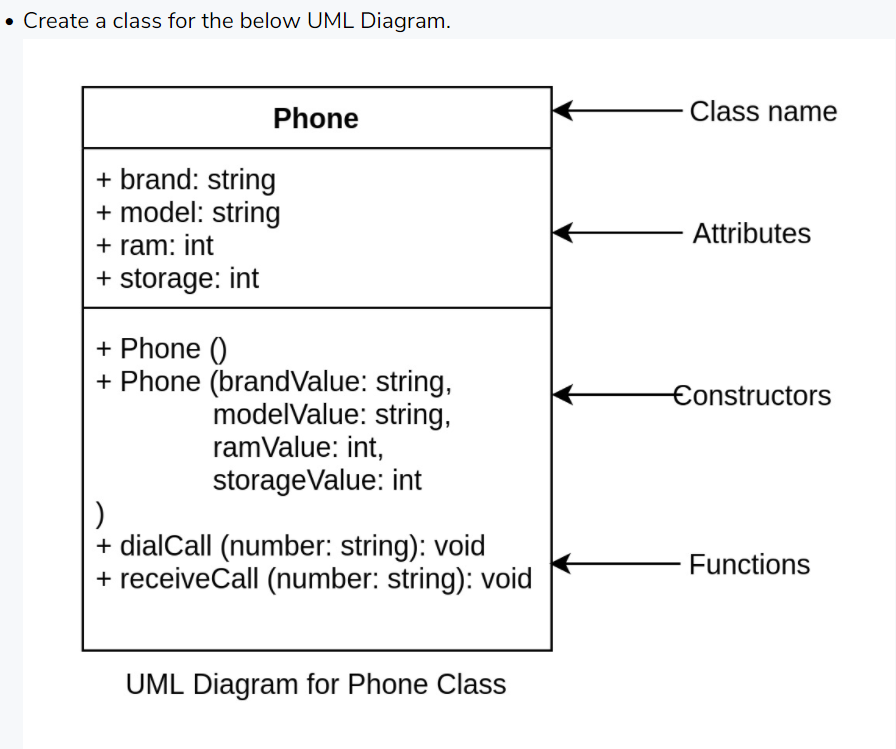 • Create a class for the below UML Diagram.
Phone
Class name
+ brand: string
+ model: string
+ ram: int
+ storage: int
Attributes
+ Phone ()
+ Phone (brandValue: string,
modelValue: string,
ramValue: int,
storageValue: int
)
Constructors
+ dialCall (number: string): void
+ receiveCall (number: string): void
Functions
UML Diagram for Phone Class